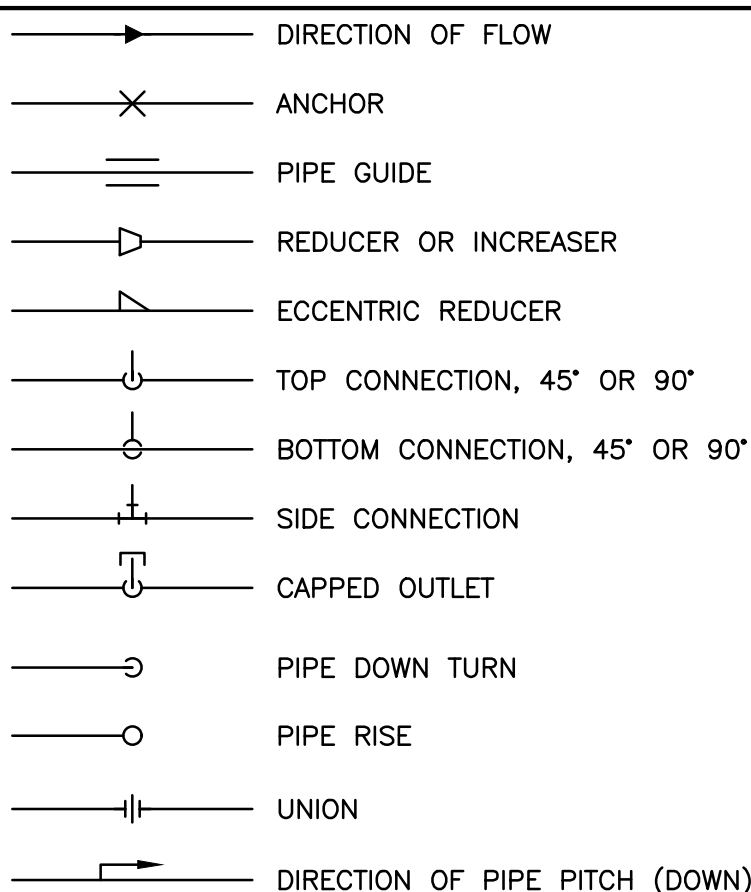 DIRECTION OF FLOW
ANCHOR
PIPE GUIDE
REDUCER OR INCREASER
ECCENTRIC REDUCER
TOP CONNECTION, 45° OR 90°
BOTTOM CONNECTION, 45° OR 90°
SIDE CONNECTION
CAPPED OUTLET
PIPE DOWN TURN
PIPE RISE
UNION
DIRECTION OF PIPE PITCH (DOWN)